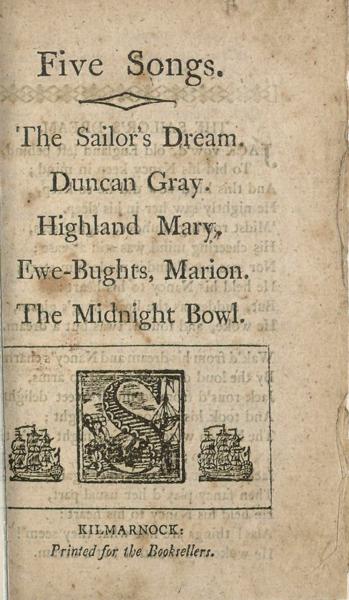 Five Songs.
The Sailor's Dream.
Duncan Gray.
Highland Mary,
Ewe-Bughts, Marion.
The Midnight Bowl.
S
KILMARNOCK:
Printed for the Booksellers.